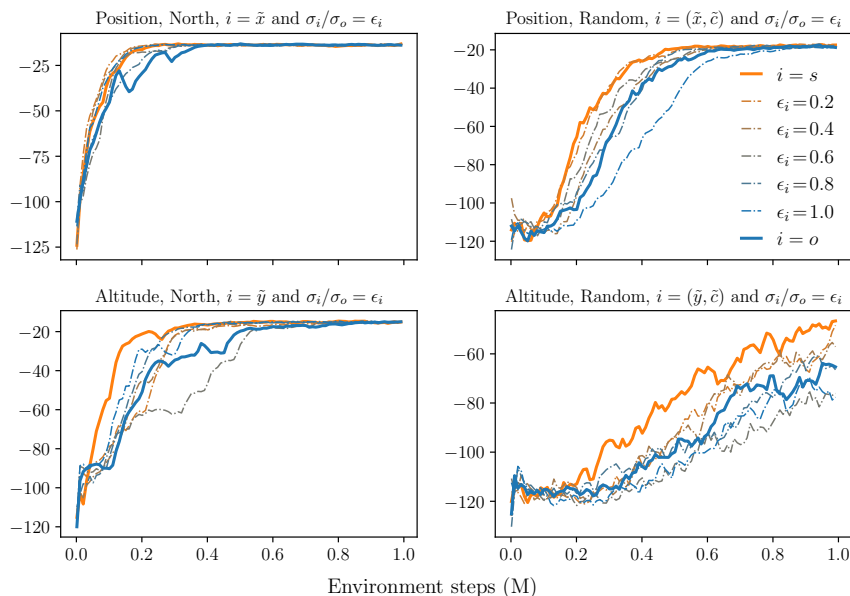 Position, North, i = x̃ and σᵢ/σₒ = ϵᵢ
−25
−50
−75
−100
−125
Position, Random, i = (x̃, c̃) and σᵢ/σₒ = ϵᵢ
−20
−40
−60
−80
−100
−120
i = s
ϵᵢ=0.2
ϵᵢ=0.4
ϵᵢ=0.6
ϵᵢ=0.8
ϵᵢ=1.0
i = o
Altitude, North, i = ỹ and σᵢ/σₒ = ϵᵢ
−20
−40
−60
−80
−100
−120
0.0 0.2 0.4 0.6 0.8 1.0
Altitude, Random, i = (ỹ, c̃) and σᵢ/σₒ = ϵᵢ
−60
−80
−100
−120
0.0 0.2 0.4 0.6 0.8 1.0
Environment steps (M)